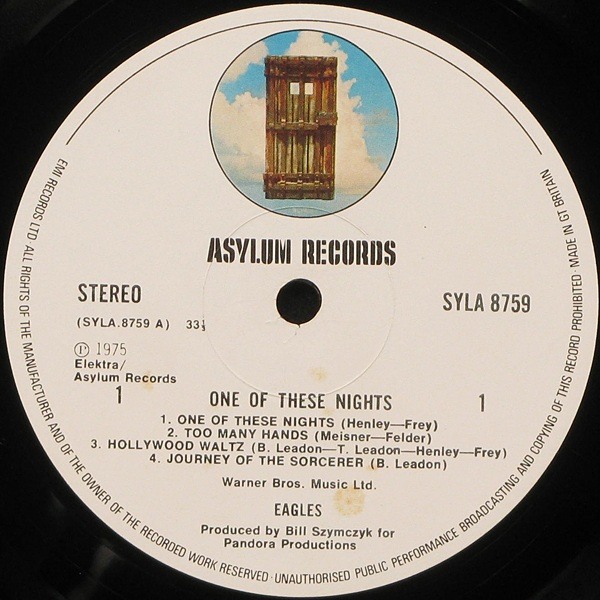 EMI RECORDS LTD· ALL RIGHTS OF THE MANUFACTURER AND OF THE OWNER OF THE RECORDED WORK RESERVED · UNAUTHORISED PUBLIC PERFORMANCE BROADCASTING AND COPYING OF THIS RECORD PROHIBITED · MADE IN GT BRITAIN
ASYLUM RECORDS
STEREO
SYLA 8759
(SYLA.8759 A) 33⅓
Ⓟ 1975
Elektra/
Asylum Records
1 ONE OF THESE NIGHTS 1
1. ONE OF THESE NIGHTS (Henley—Frey)
2. TOO MANY HANDS (Meisner—Felder)
3. HOLLYWOOD WALTZ (B. Leadon—T. Leadon—Henley—Frey)
4. JOURNEY OF THE SORCERER (B. Leadon)
Warner Bros. Music Ltd.
EAGLES
Produced by Bill Szymczyk for
Pandora Productions